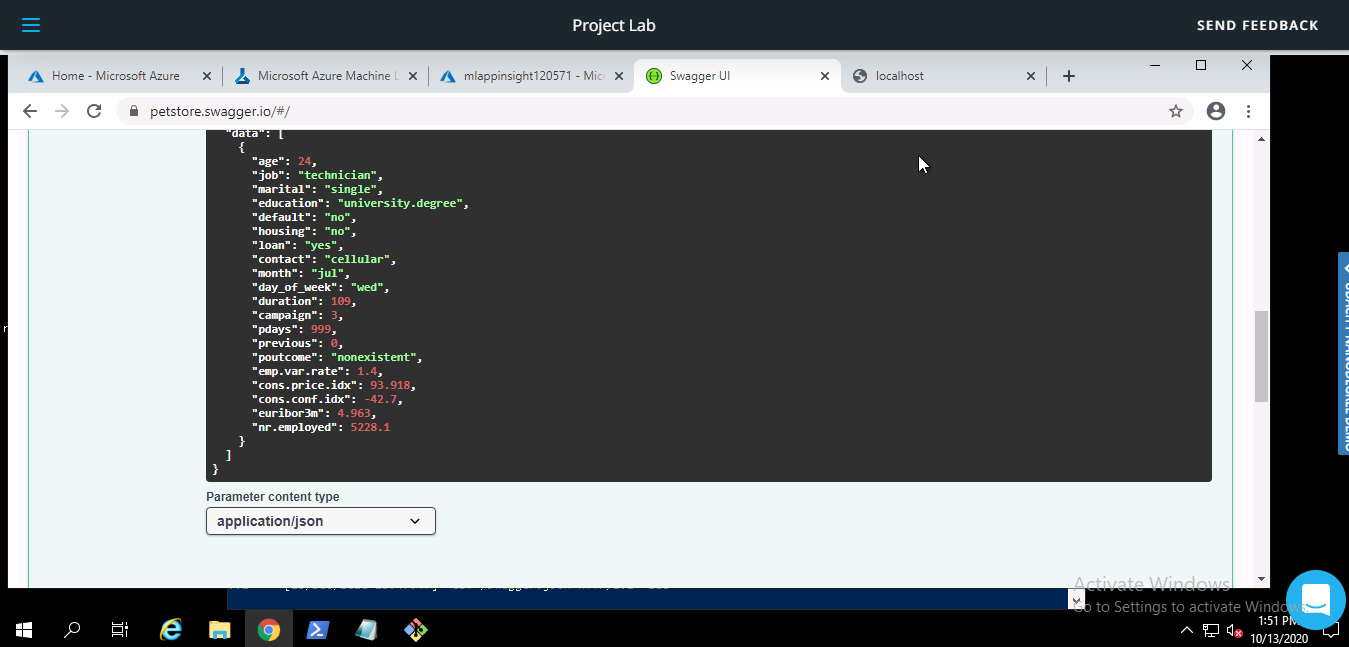 Project Lab
SEND FEEDBACK
Home - Microsoft Azure
Microsoft Azure Machine L
mlappinsight120571 - Mic
Swagger UI
localhost
petstore.swagger.io/#/
"data": [
{
"age": 24,
"job": "technician",
"marital": "single",
"education": "university.degree",
"default": "no",
"housing": "no",
"loan": "yes",
"contact": "cellular",
"month": "jul",
"day_of_week": "wed",
"duration": 109,
"campaign": 3,
"pdays": 999,
"previous": 0,
"poutcome": "nonexistent",
"emp.var.rate": 1.4,
"cons.price.idx": 93.918,
"cons.conf.idx": -42.7,
"euribor3m": 4.963,
"nr.employed": 5228.1
}
]
}
Parameter content type
application/json
Activate Windows
Go to Settings to activate Windows.
1:51 PM
10/13/2020